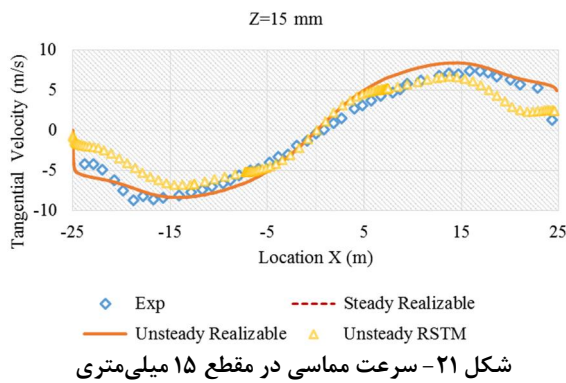 Z=15 mm
10
5
0
-5
-10
Tangential Velocity (m/s)
-25 -15 -5 5 15 25
Location X (m)
Exp Steady Realizable
Unsteady Realizable Unsteady RSTM
شکل ۲۱- سرعت مماسی در مقطع ۱۵ میلی‌متری